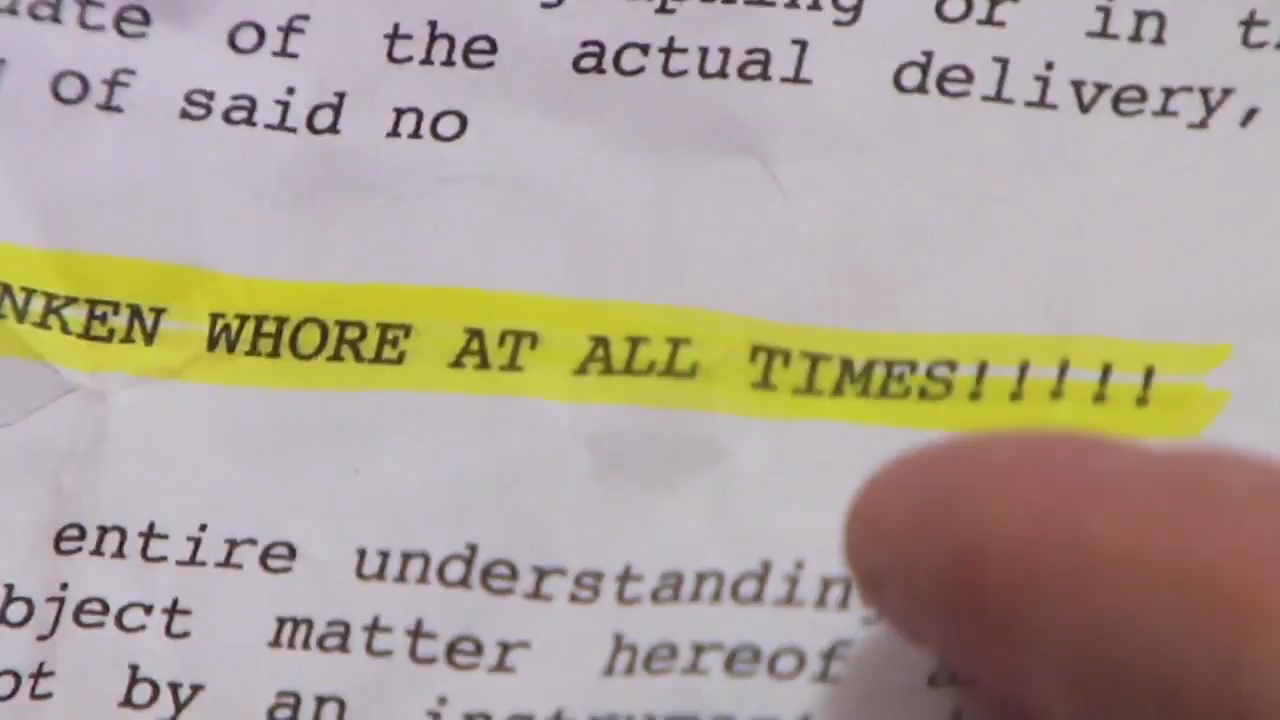 of the actual delivery,
of said no
NKEN WHORE AT ALL TIMES!!!!!
entire understanding
bject matter hereof
ot by an